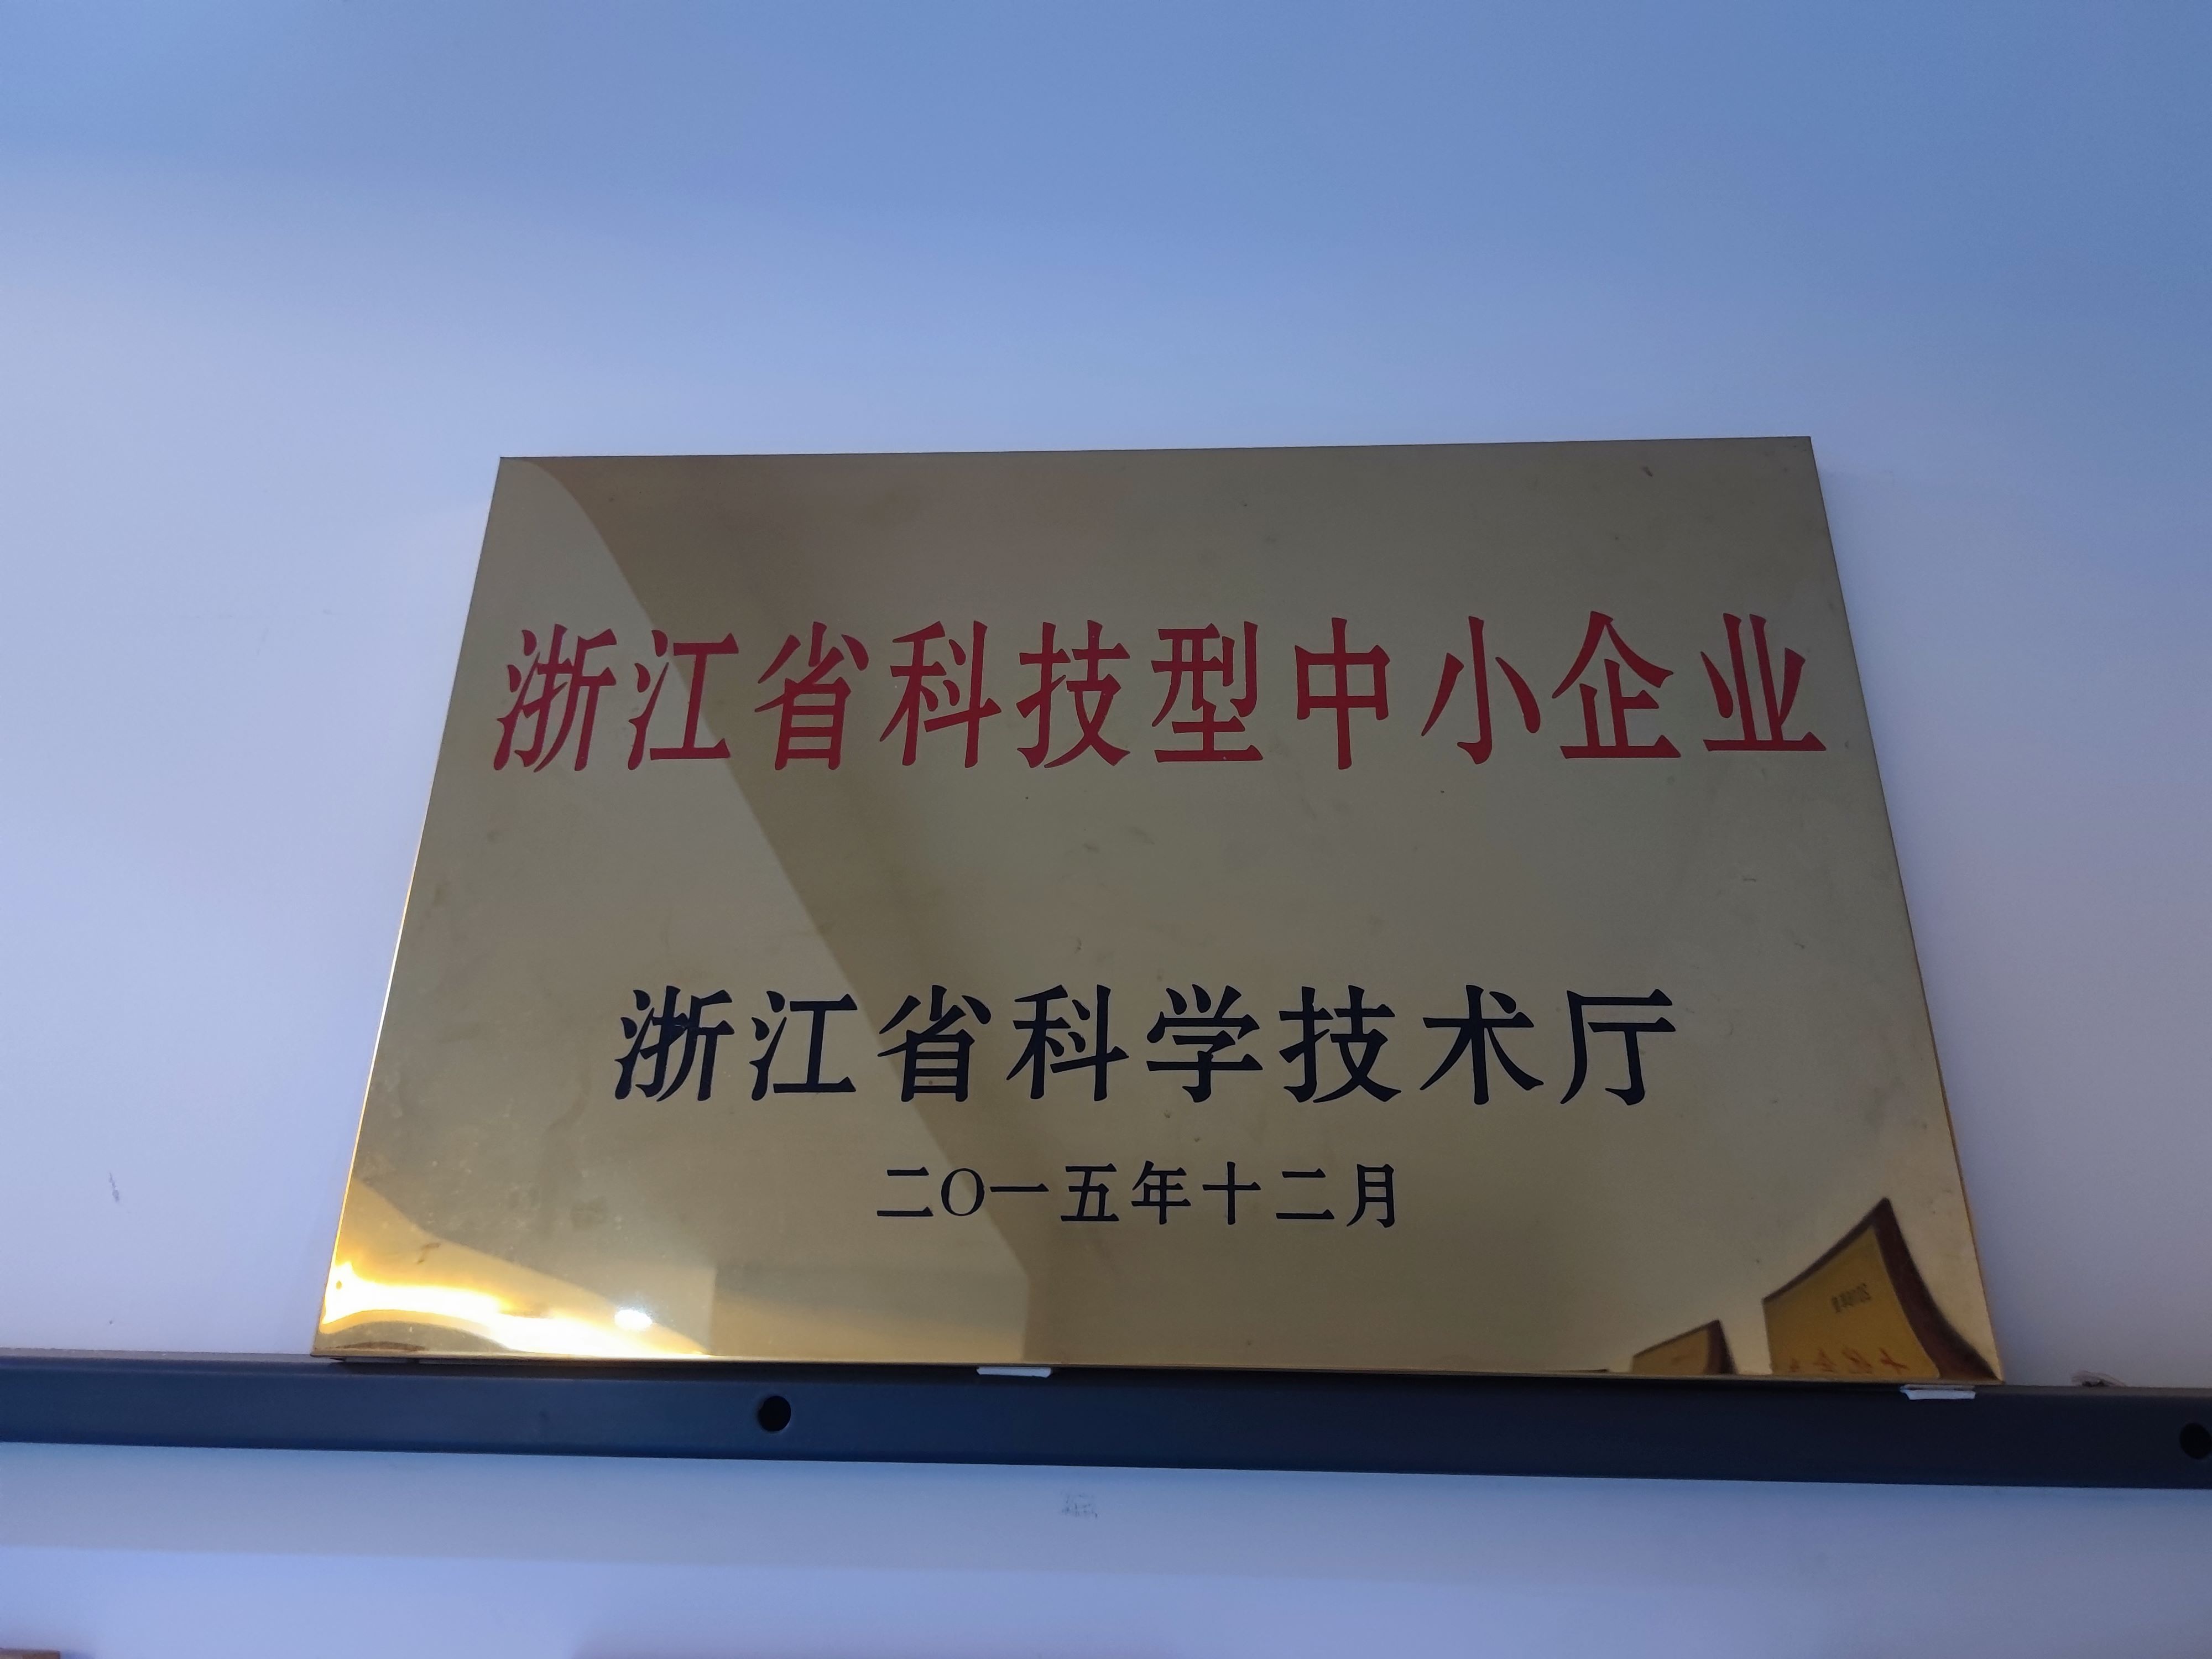 浙江省科技型中小企业
浙江省科学技术厅
二〇一五年十二月